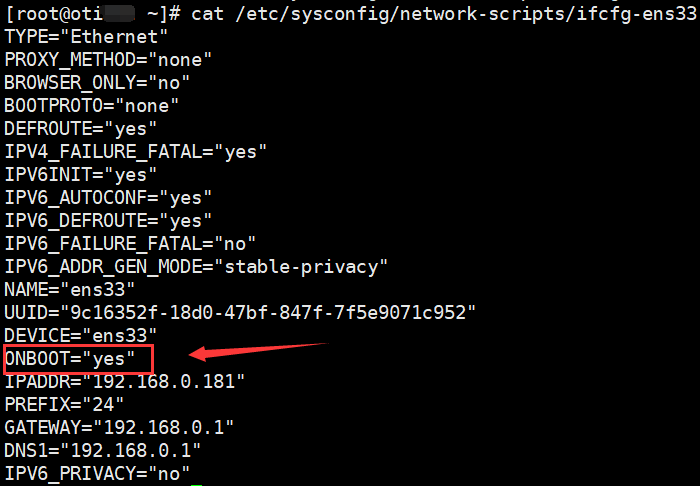 [root@oti ~]# cat /etc/sysconfig/network-scripts/ifcfg-ens33
TYPE="Ethernet"
PROXY_METHOD="none"
BROWSER_ONLY="no"
BOOTPROTO="none"
DEFROUTE="yes"
IPV4_FAILURE_FATAL="yes"
IPV6INIT="yes"
IPV6_AUTOCONF="yes"
IPV6_DEFROUTE="yes"
IPV6_FAILURE_FATAL="no"
IPV6_ADDR_GEN_MODE="stable-privacy"
NAME="ens33"
UUID="9c16352f-18d0-47bf-847f-7f5e9071c952"
DEVICE="ens33"
ONBOOT="yes"
IPADDR="192.168.0.181"
PREFIX="24"
GATEWAY="192.168.0.1"
DNS1="192.168.0.1"
IPV6_PRIVACY="no"